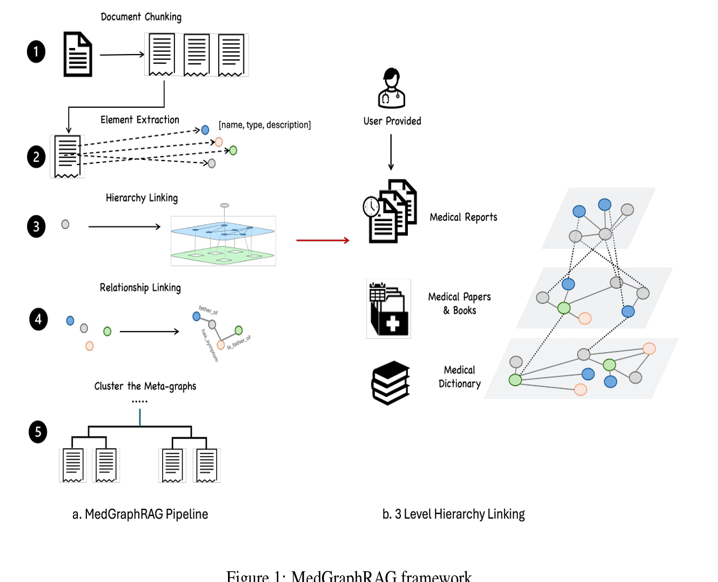 Document Chunking
1
Element Extraction
[name, type, description]
2
Hierarchy Linking
3
Relationship Linking
4
father_of
has_symptoms
is_father_of
Cluster the Meta-graphs
.....
5
a. MedGraphRAG Pipeline
User Provided
Medical Reports
Medical Papers
& Books
Medical
Dictionary
b. 3 Level Hierarchy Linking
Figure 1: MedGraphRAG framework